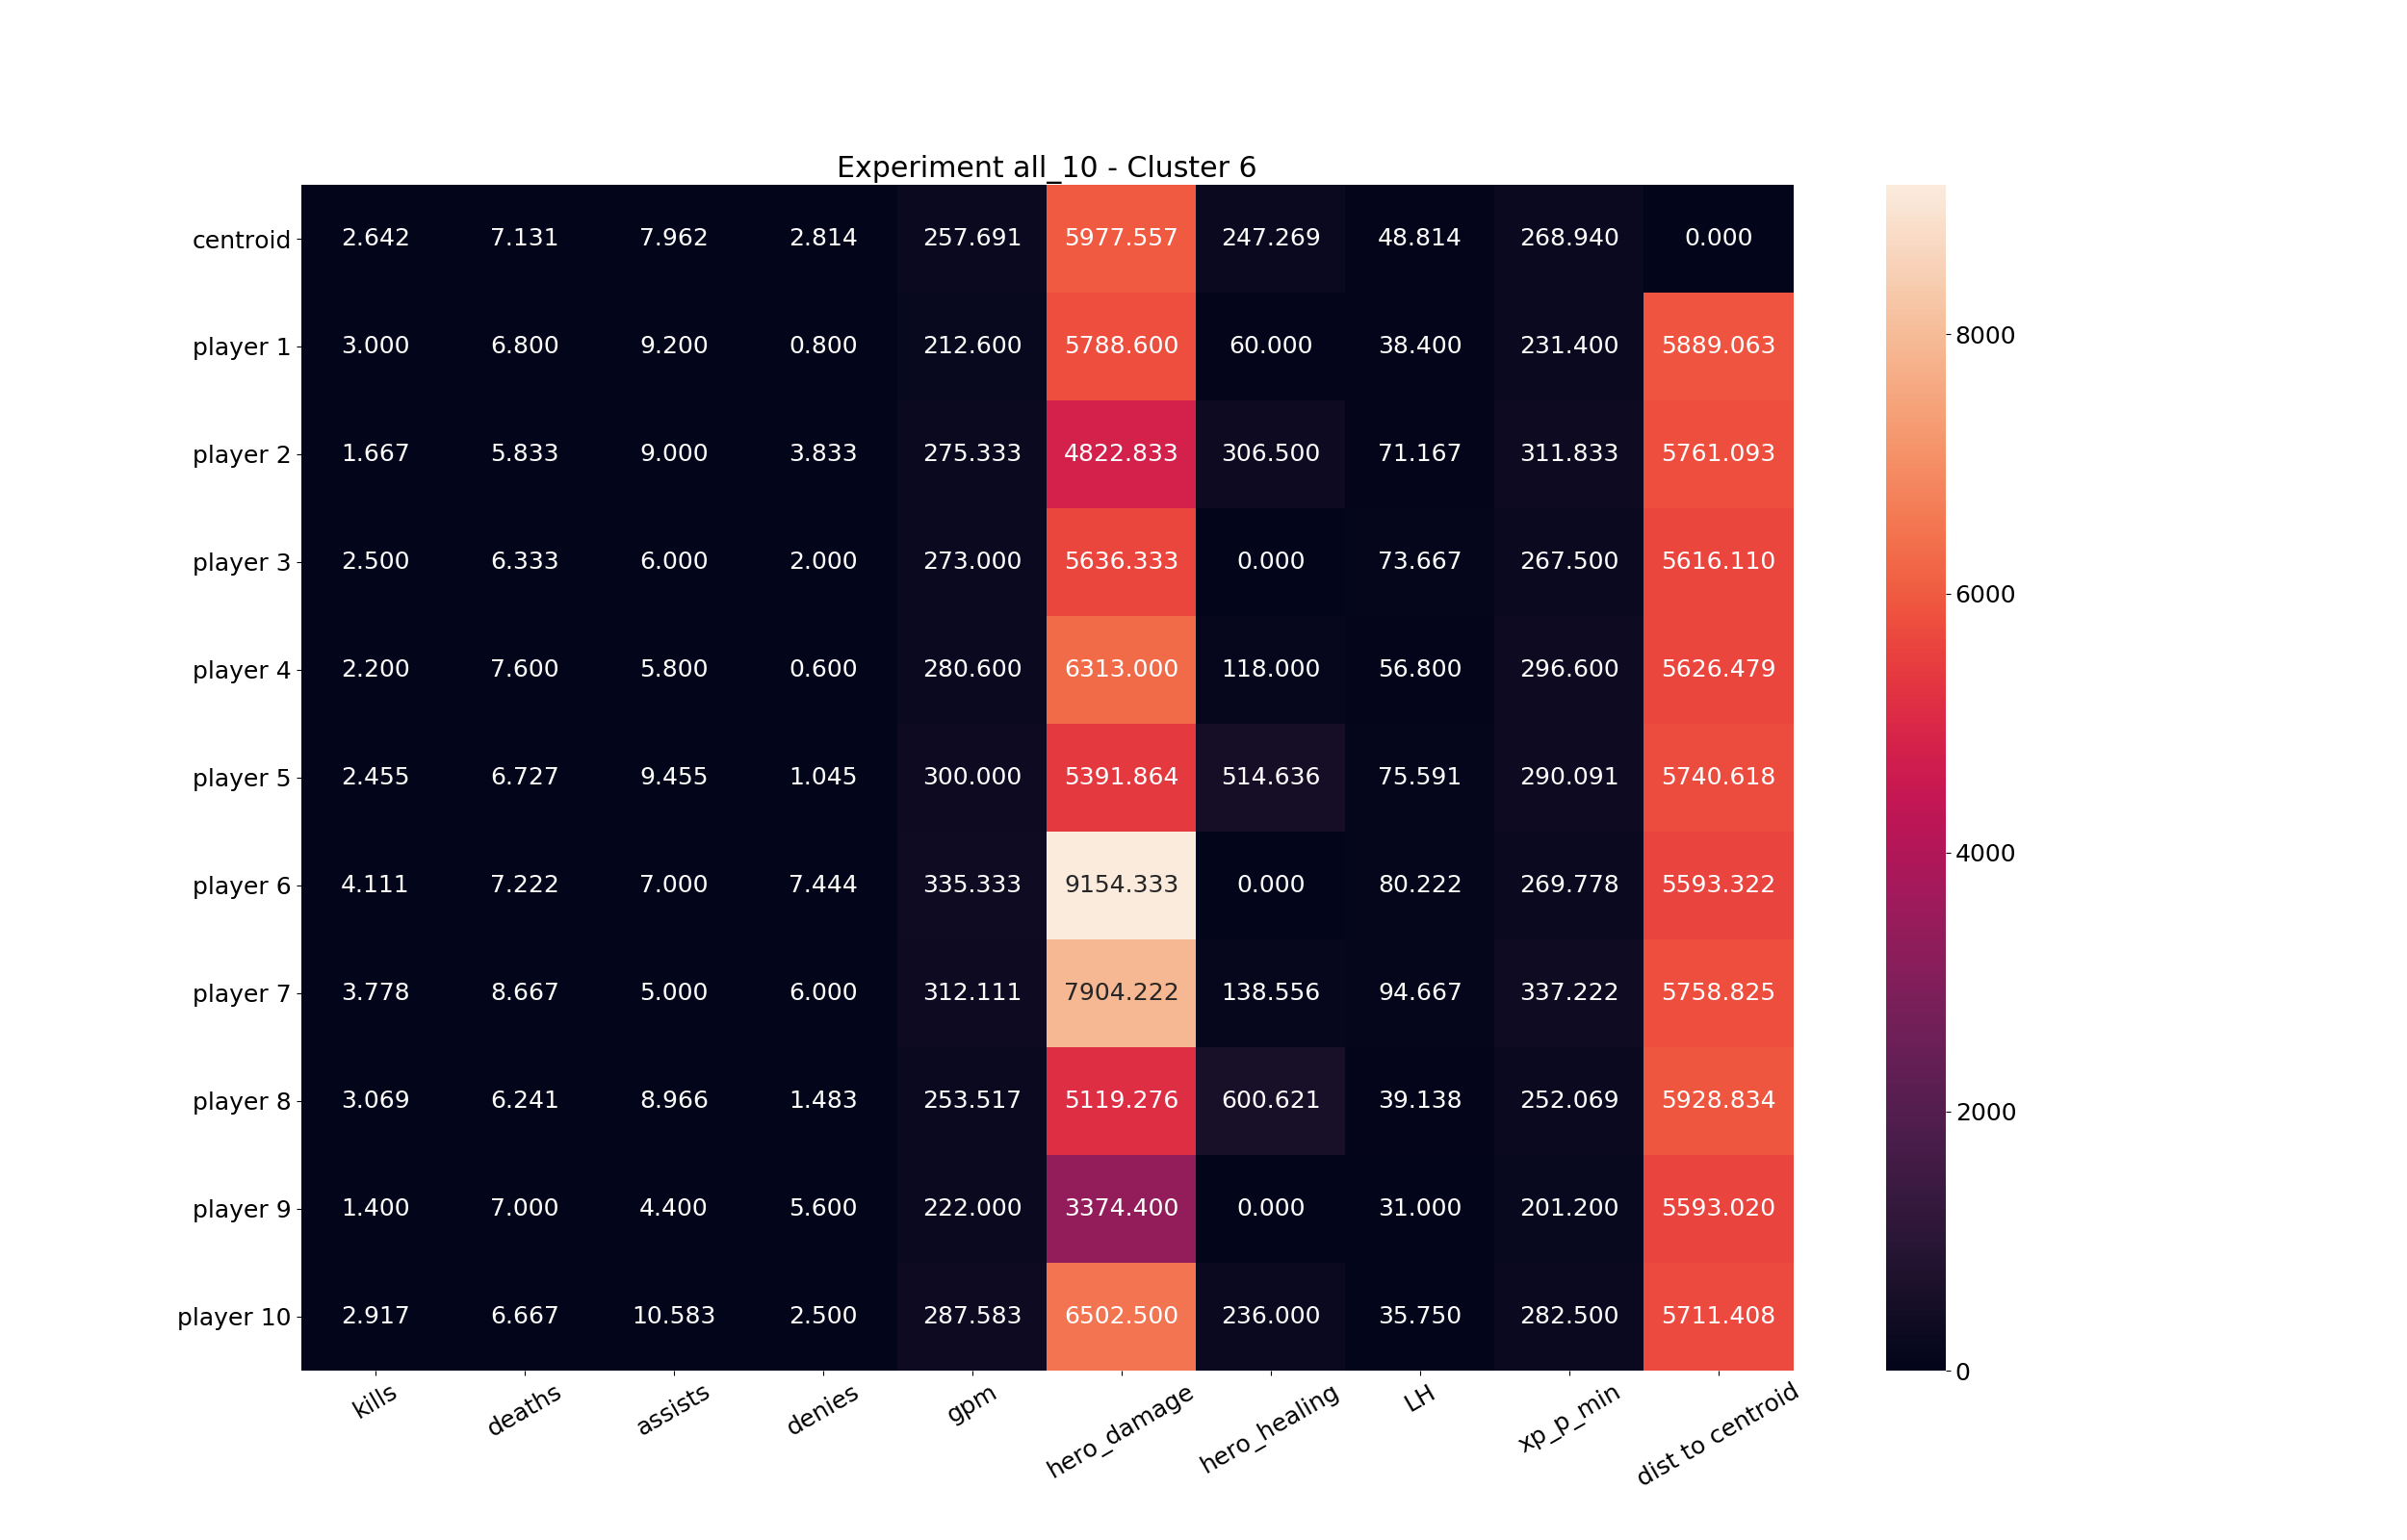 Experiment all_10 - Cluster 6
centroid 2.642 7.131 7.962 2.814 257.691 5977.557 247.269 48.814 268.940 0.000
player 1 3.000 6.800 9.200 0.800 212.600 5788.600 60.000 38.400 231.400 5889.063
player 2 1.667 5.833 9.000 3.833 275.333 4822.833 306.500 71.167 311.833 5761.093
player 3 2.500 6.333 6.000 2.000 273.000 5636.333 0.000 73.667 267.500 5616.110
player 4 2.200 7.600 5.800 0.600 280.600 6313.000 118.000 56.800 296.600 5626.479
player 5 2.455 6.727 9.455 1.045 300.000 5391.864 514.636 75.591 290.091 5740.618
player 6 4.111 7.222 7.000 7.444 335.333 9154.333 0.000 80.222 269.778 5593.322
player 7 3.778 8.667 5.000 6.000 312.111 7904.222 138.556 94.667 337.222 5758.825
player 8 3.069 6.241 8.966 1.483 253.517 5119.276 600.621 39.138 252.069 5928.834
player 9 1.400 7.000 4.400 5.600 222.000 3374.400 0.000 31.000 201.200 5593.020
player 10 2.917 6.667 10.583 2.500 287.583 6502.500 236.000 35.750 282.500 5711.408
kills deaths assists denies gpm hero_damage hero_healing LH xp_p_min dist to centroid
8000
6000
4000
2000
0